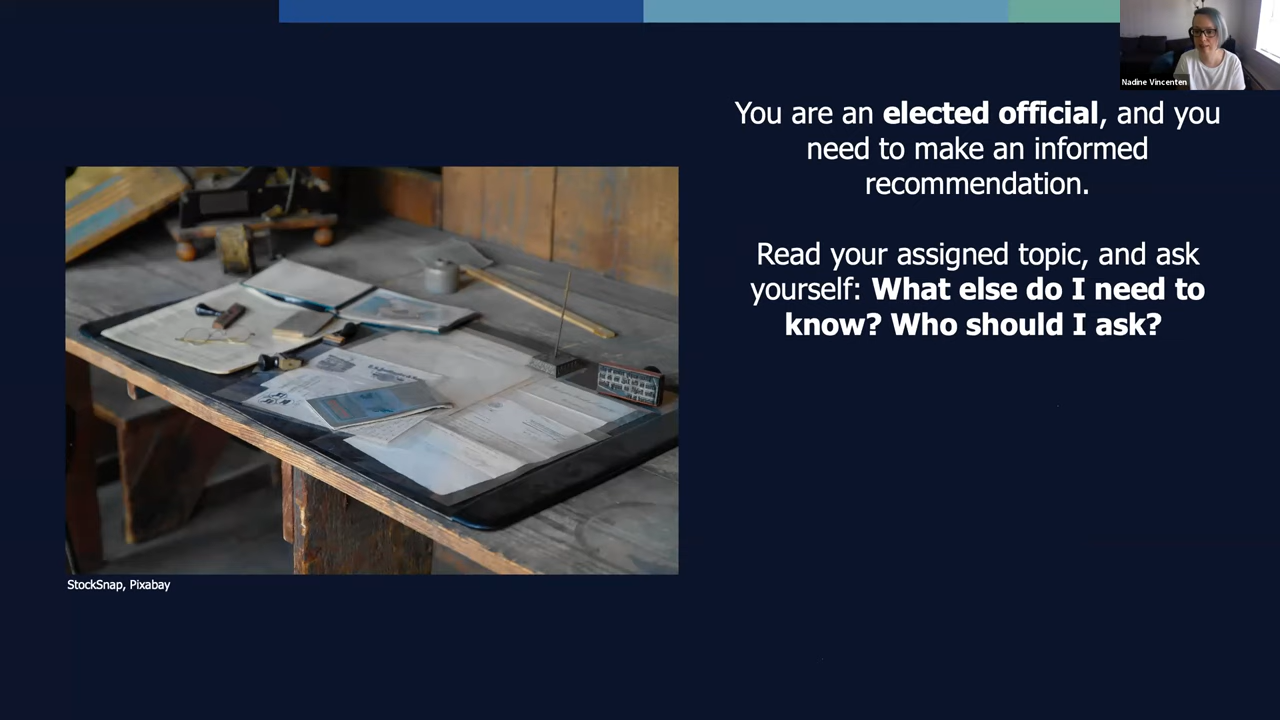 Nadine Vincenten
You are an elected official, and you
need to make an informed
recommendation.
Read your assigned topic, and ask
yourself: What else do I need to
know? Who should I ask?
StockSnap, Pixabay